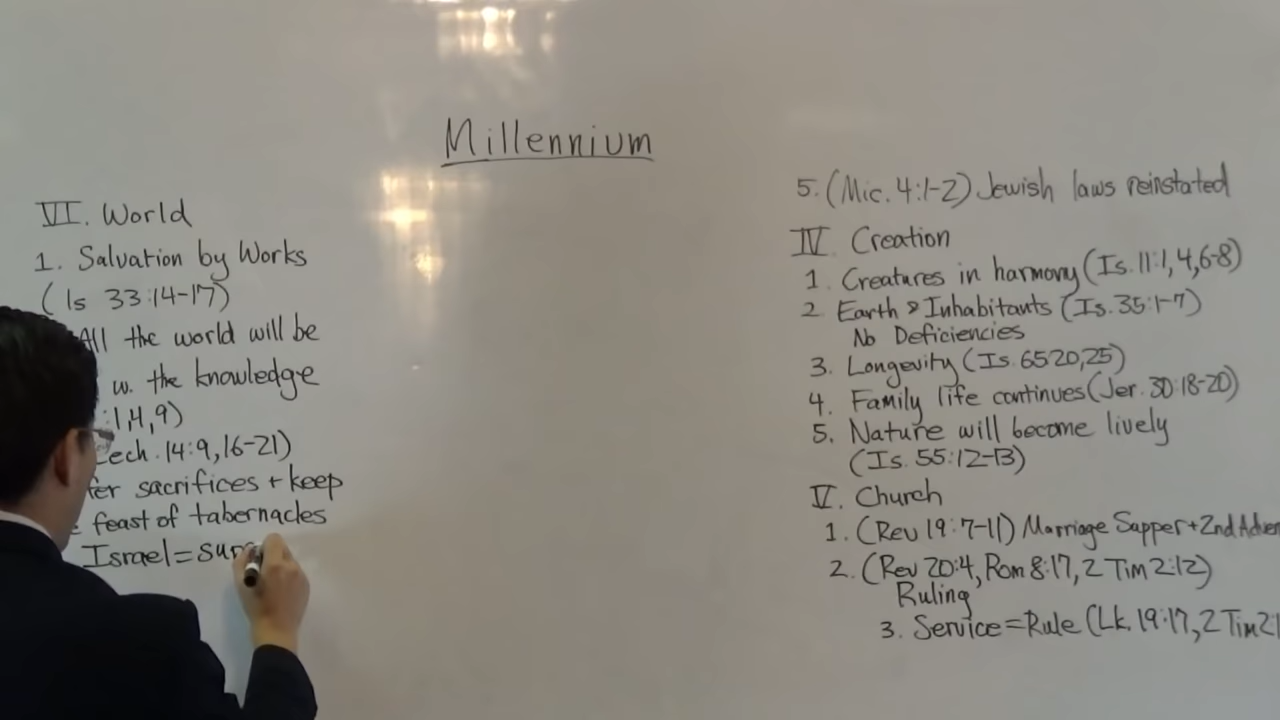 Millennium
VI. World
1. Salvation by Works
(Is 33:14-17)
All the world will be
w. the knowledge
:1,4,9)
ech. 14:9,16-21)
fer sacrifices + keep
feast of tabernacles
Israel=
5. (Mic. 4:1-2) Jewish laws reinstated
IV. Creation
1. Creatures in harmony (Is. 11:1,4,6-8)
2. Earth & Inhabitants (Is. 35:1-7)
No Deficiencies
3. Longevity (Is. 65:20,25)
4. Family life continues (Jer. 30:18-20)
5. Nature will become lively
(Is. 55:12-13)
V. Church
1. (Rev 19:7-11) Marriage Supper + 2nd Adven
2. (Rev 20:4, Rom 8:17, 2 Tim 2:12)
Ruling
3. Service=Rule (Lk. 19:17, 2 Tim 2:1